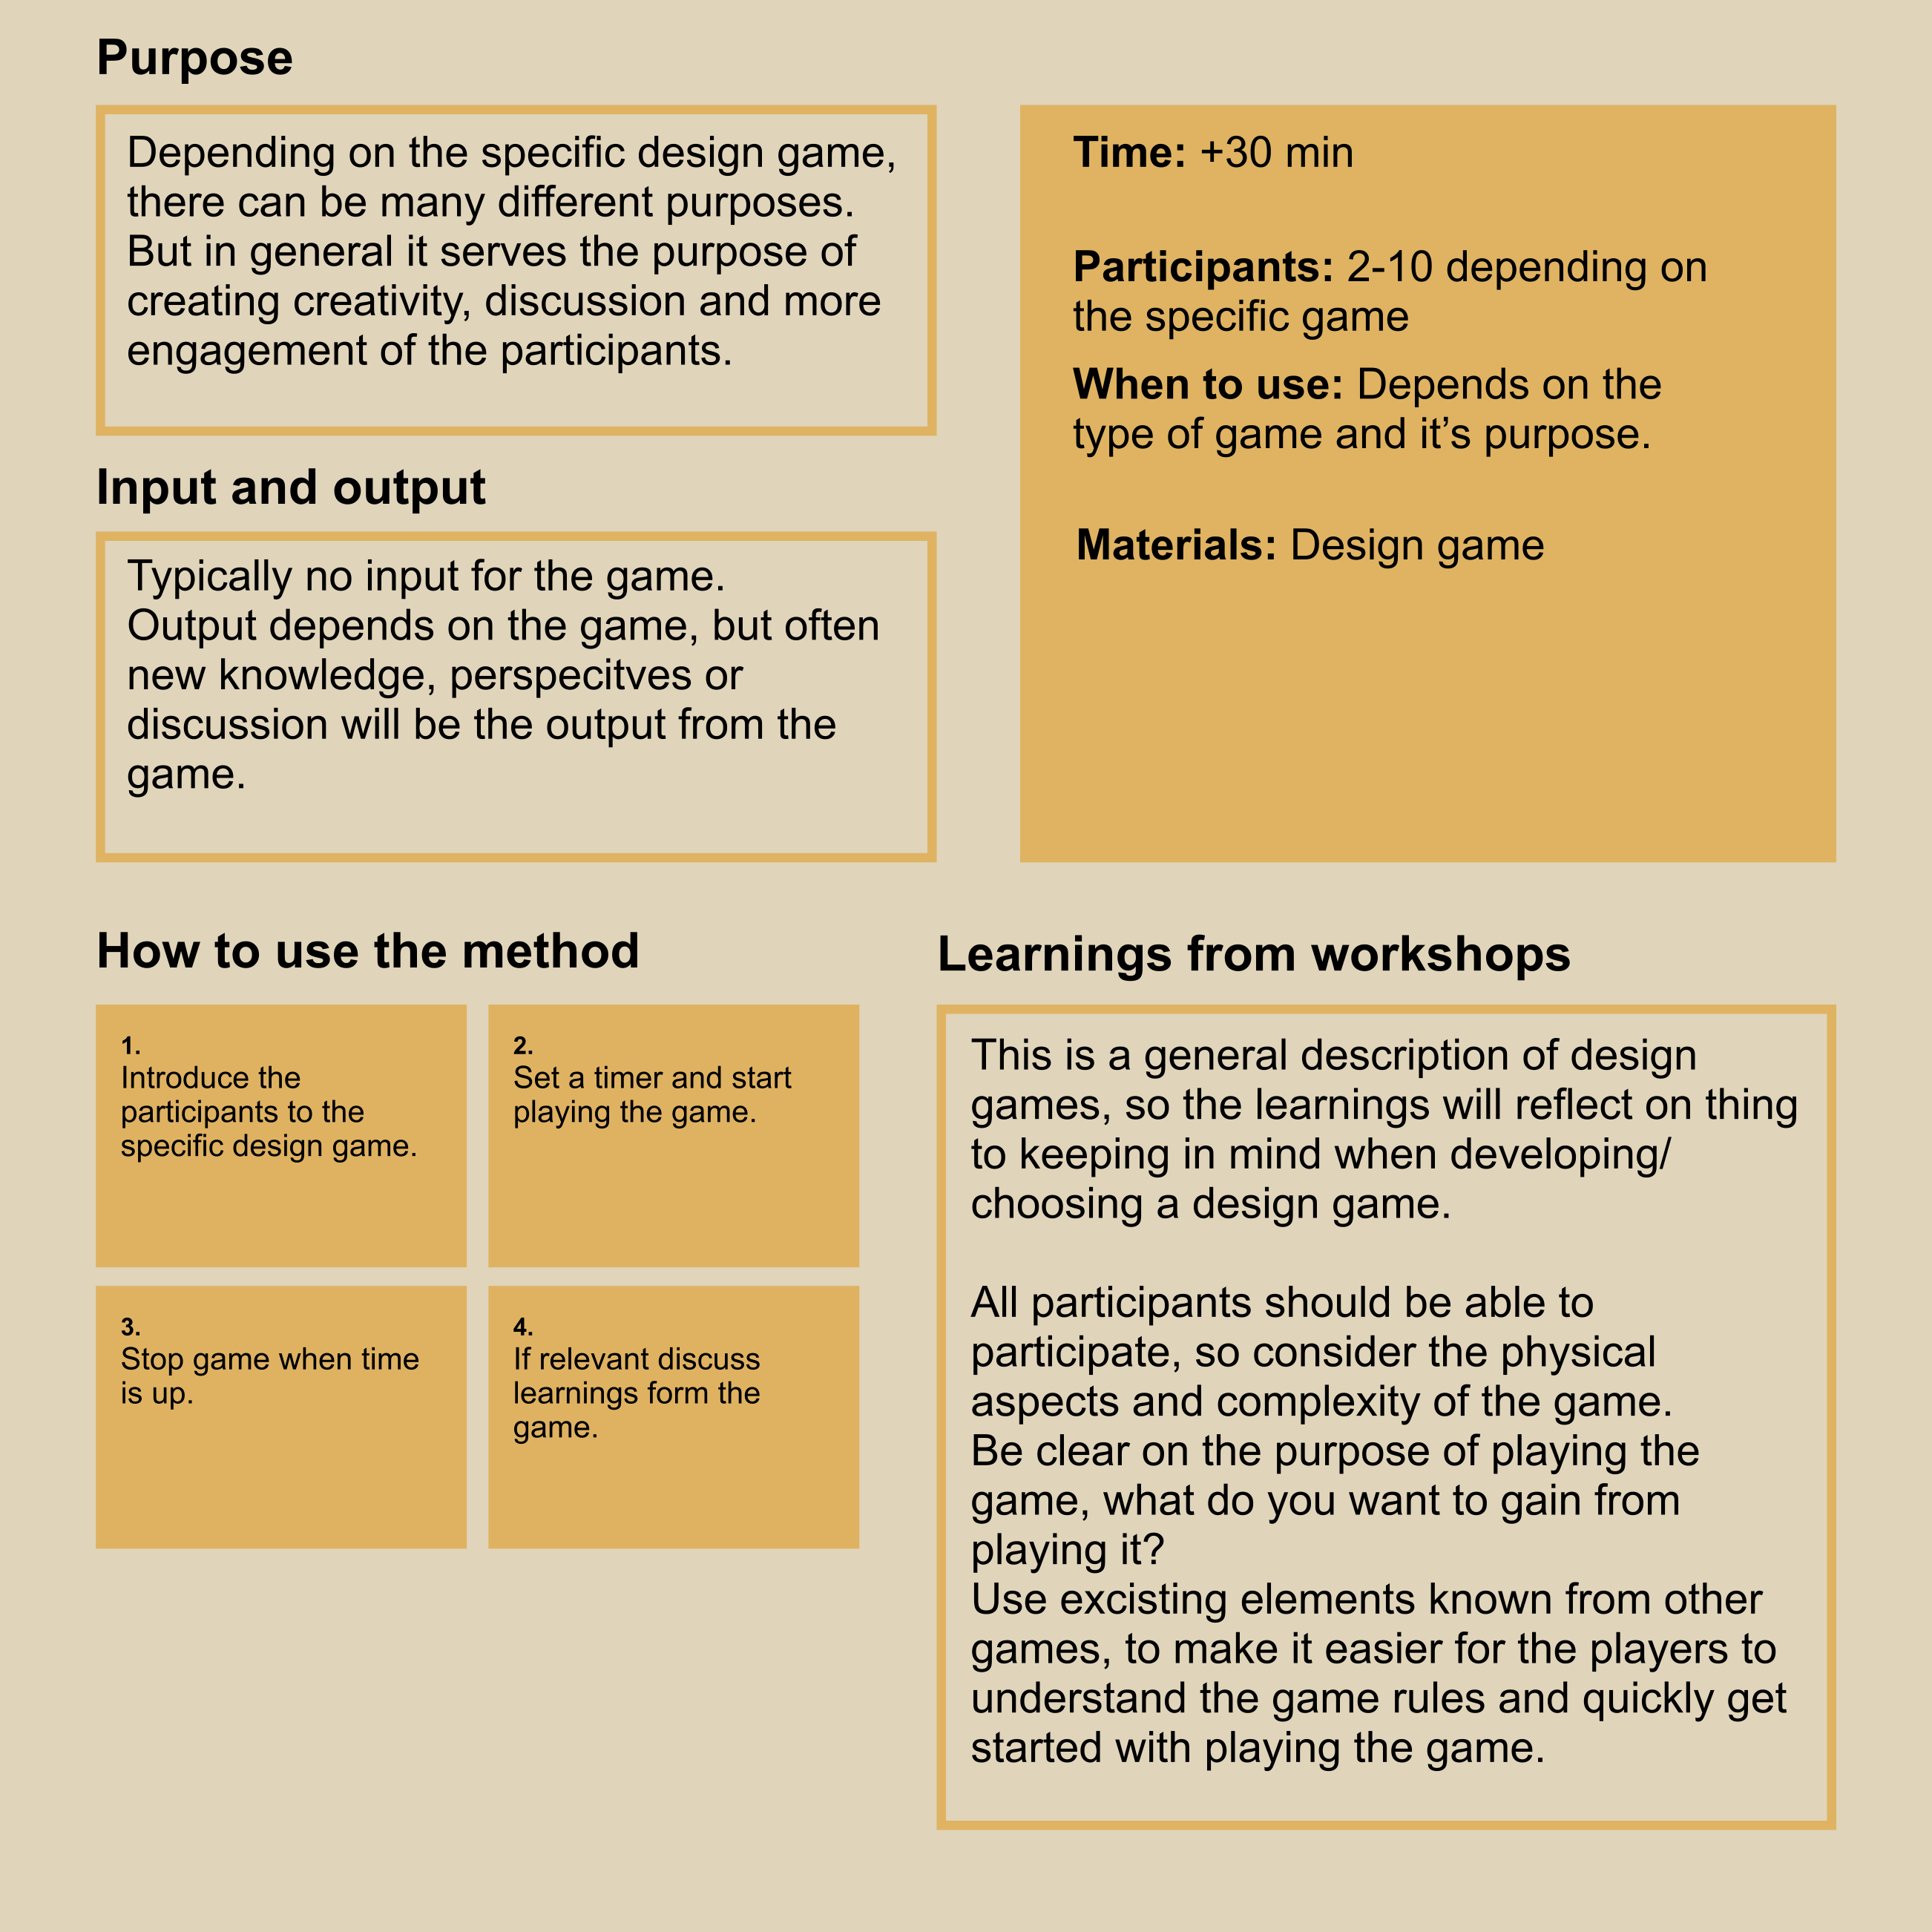 Purpose
Depending on the specific design game,
there can be many different purposes.
But in general it serves the purpose of
creating creativity, discussion and more
engagement of the participants.
Time: +30 min
Participants: 2-10 depending on
the specific game
When to use: Depends on the
type of game and it’s purpose.
Materials: Design game
Input and output
Typically no input for the game.
Output depends on the game, but often
new knowledge, perspecitves or
discussion will be the output from the
game.
How to use the method
1.
Introduce the
participants to the
specific design game.
2.
Set a timer and start
playing the game.
3.
Stop game when time
is up.
4.
If relevant discuss
learnings form the
game.
Learnings from workshops
This is a general description of design
games, so the learnings will reflect on thing
to keeping in mind when developing/
choosing a design game.
All participants should be able to
participate, so consider the physical
aspects and complexity of the game.
Be clear on the purpose of playing the
game, what do you want to gain from
playing it?
Use excisting elements known from other
games, to make it easier for the players to
understand the game rules and quickly get
started with playing the game.